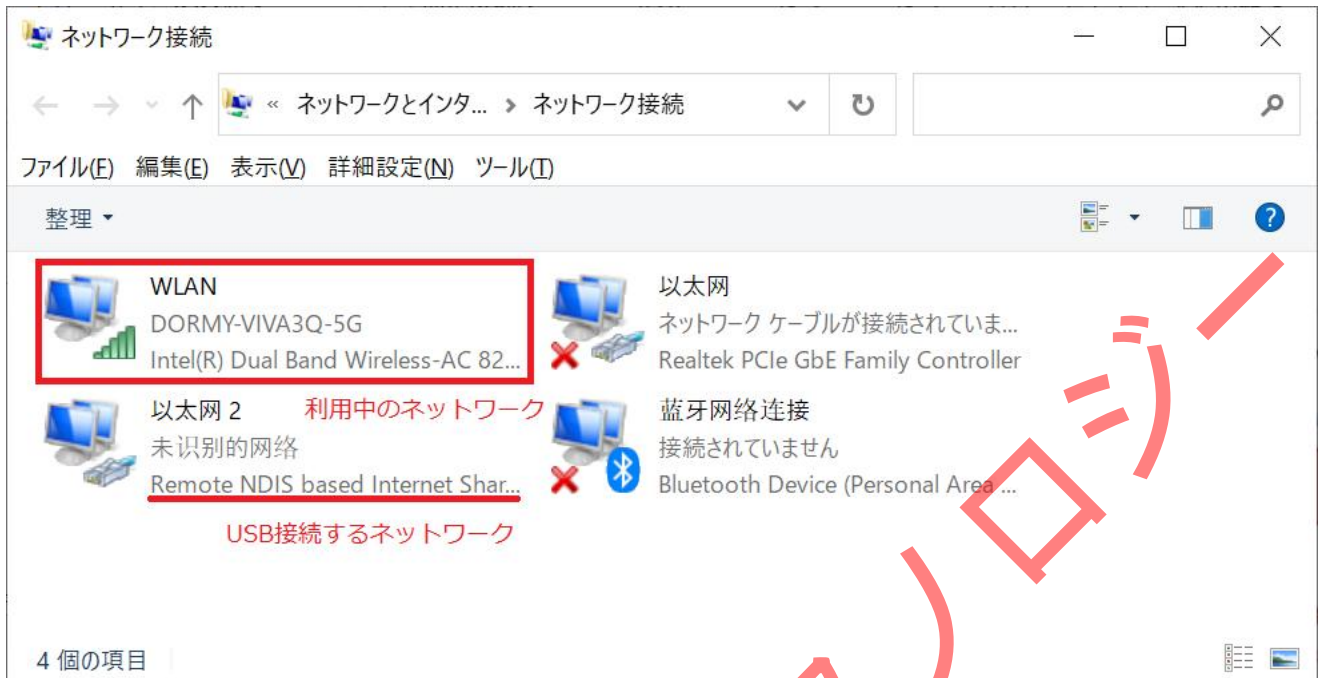 ネットワーク接続
« ネットワークとインタ... › ネットワーク接続
ファイル(F) 編集(E) 表示(V) 詳細設定(N) ツール(T)
整理
WLAN
DORMY-VIVA3Q-5G
Intel(R) Dual Band Wireless-AC 82...
以太网
ネットワーク ケーブルが接続されていま...
Realtek PCIe GbE Family Controller
利用中のネットワーク
以太网 2
未识别的网络
Remote NDIS based Internet Shar...
USB接続するネットワーク
蓝牙网络连接
接続されていません
Bluetooth Device (Personal Area ...
ノロジー
4 個の項目